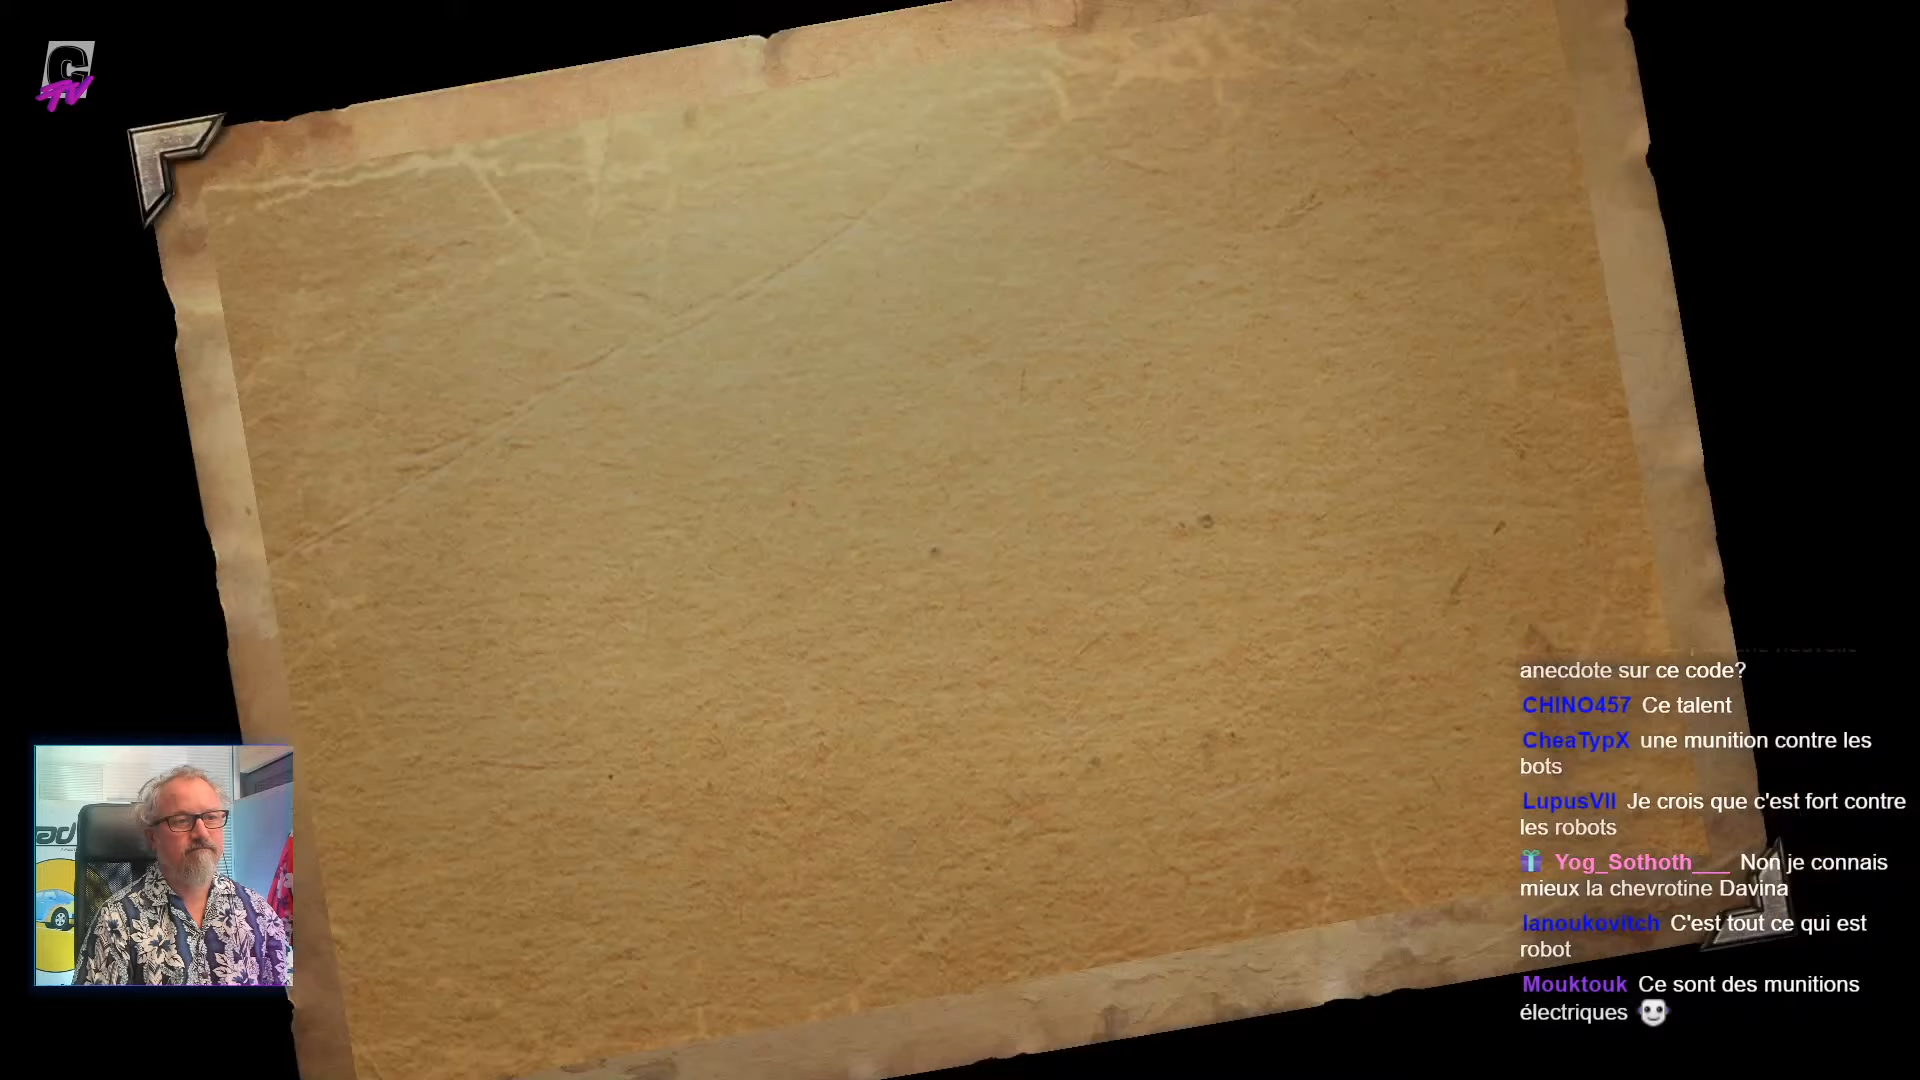 C
TV
anecdote sur ce code?
CHINO457 Ce talent
CheaTypX une munition contre les
bots
LupusVII Je crois que c'est fort contre
les robots
Yog_Sothoth___ Non je connais
mieux la chevrotine Davina
Ianoukovitch C'est tout ce qui est
robot
Mouktouk Ce sont des munitions
électriques